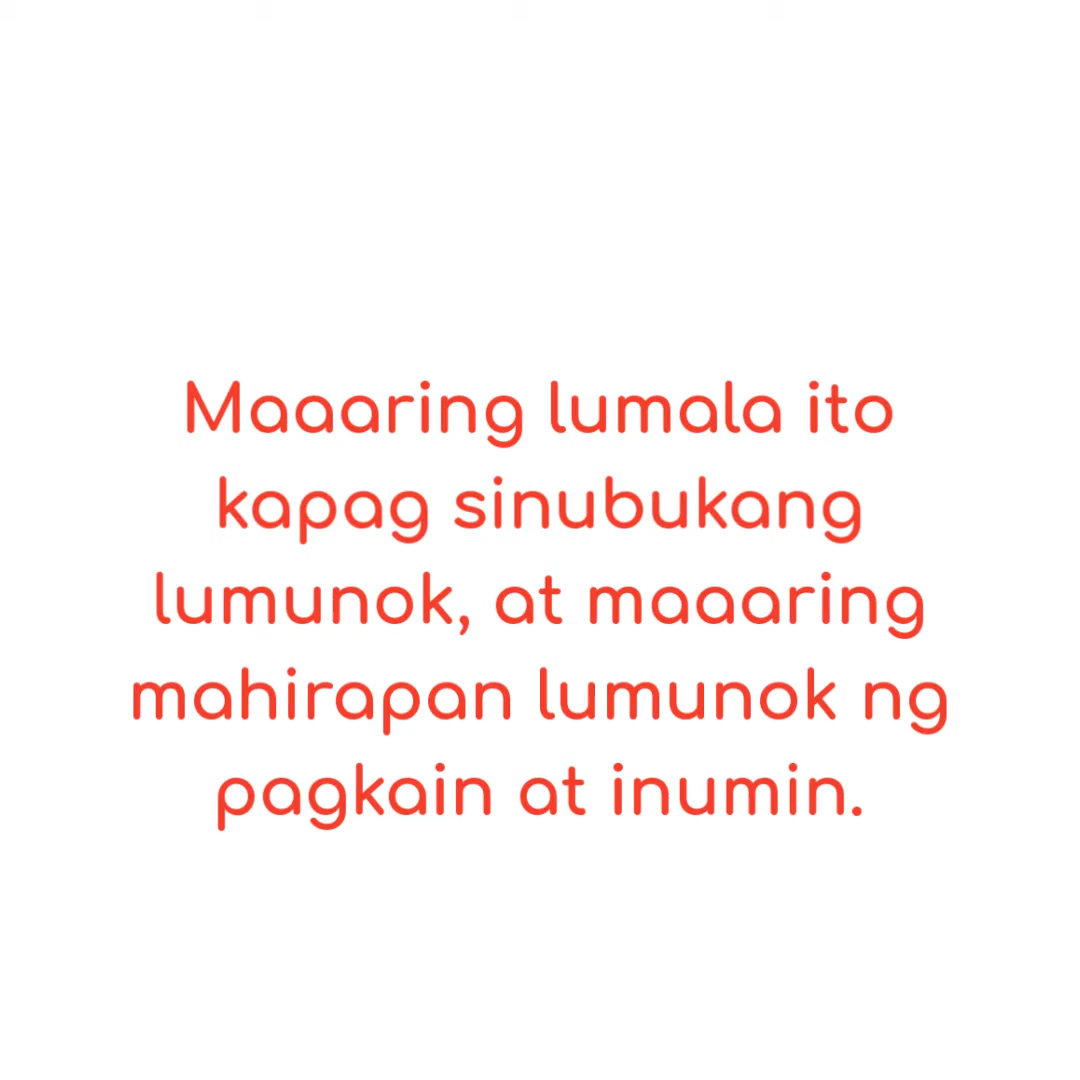 Maaaring lumala ito
kapag sinubukang
lumunok, at maaaring
mahirapan lumunok ng
pagkain at inumin.